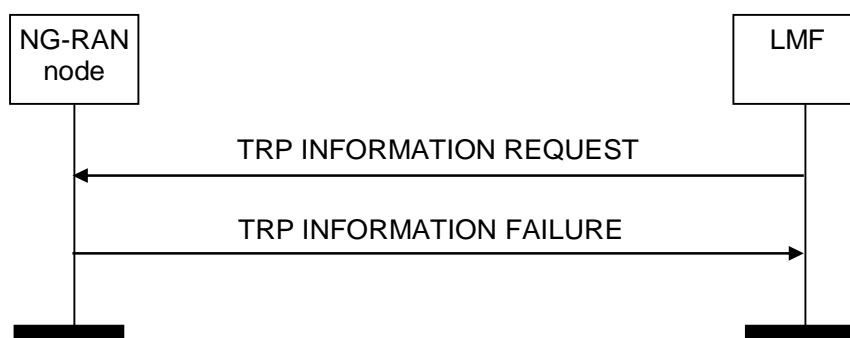 NG-RAN
node
LMF
TRP INFORMATION REQUEST
TRP INFORMATION FAILURE